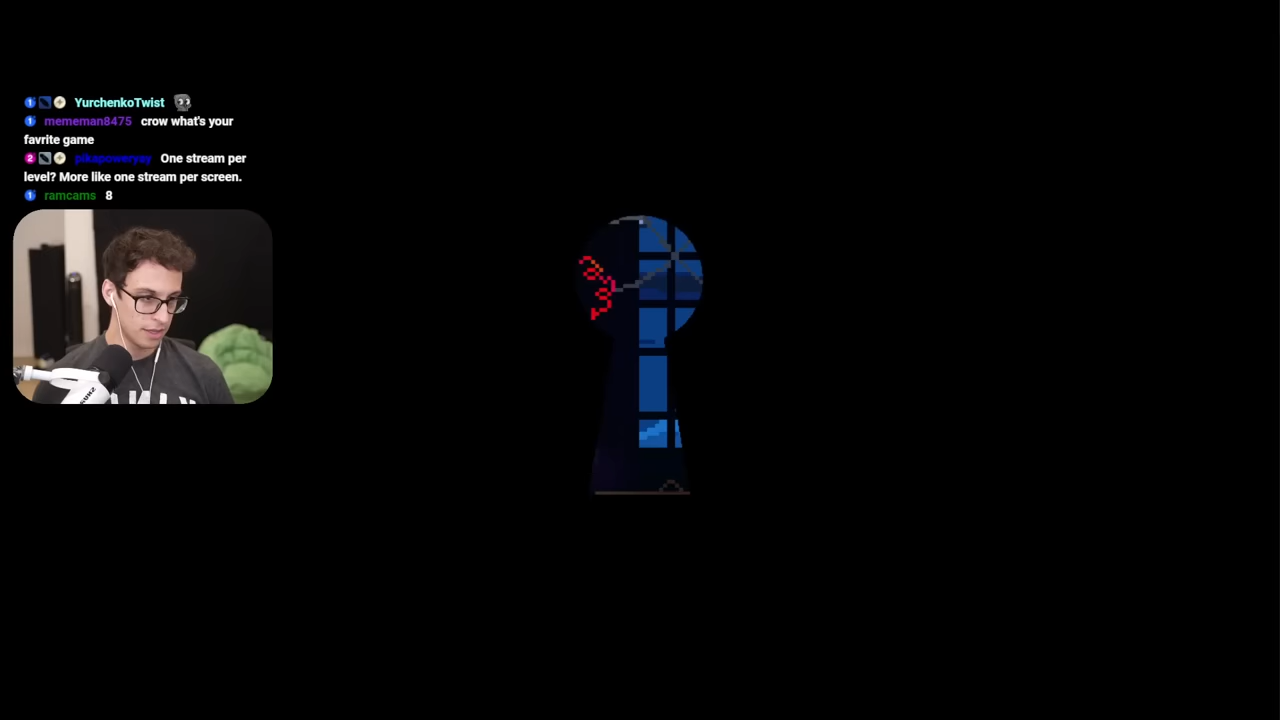 YurchenkoTwist
mememan8475 crow what's your
favrite game
One stream per
level? More like one stream per screen.
ramcams 8